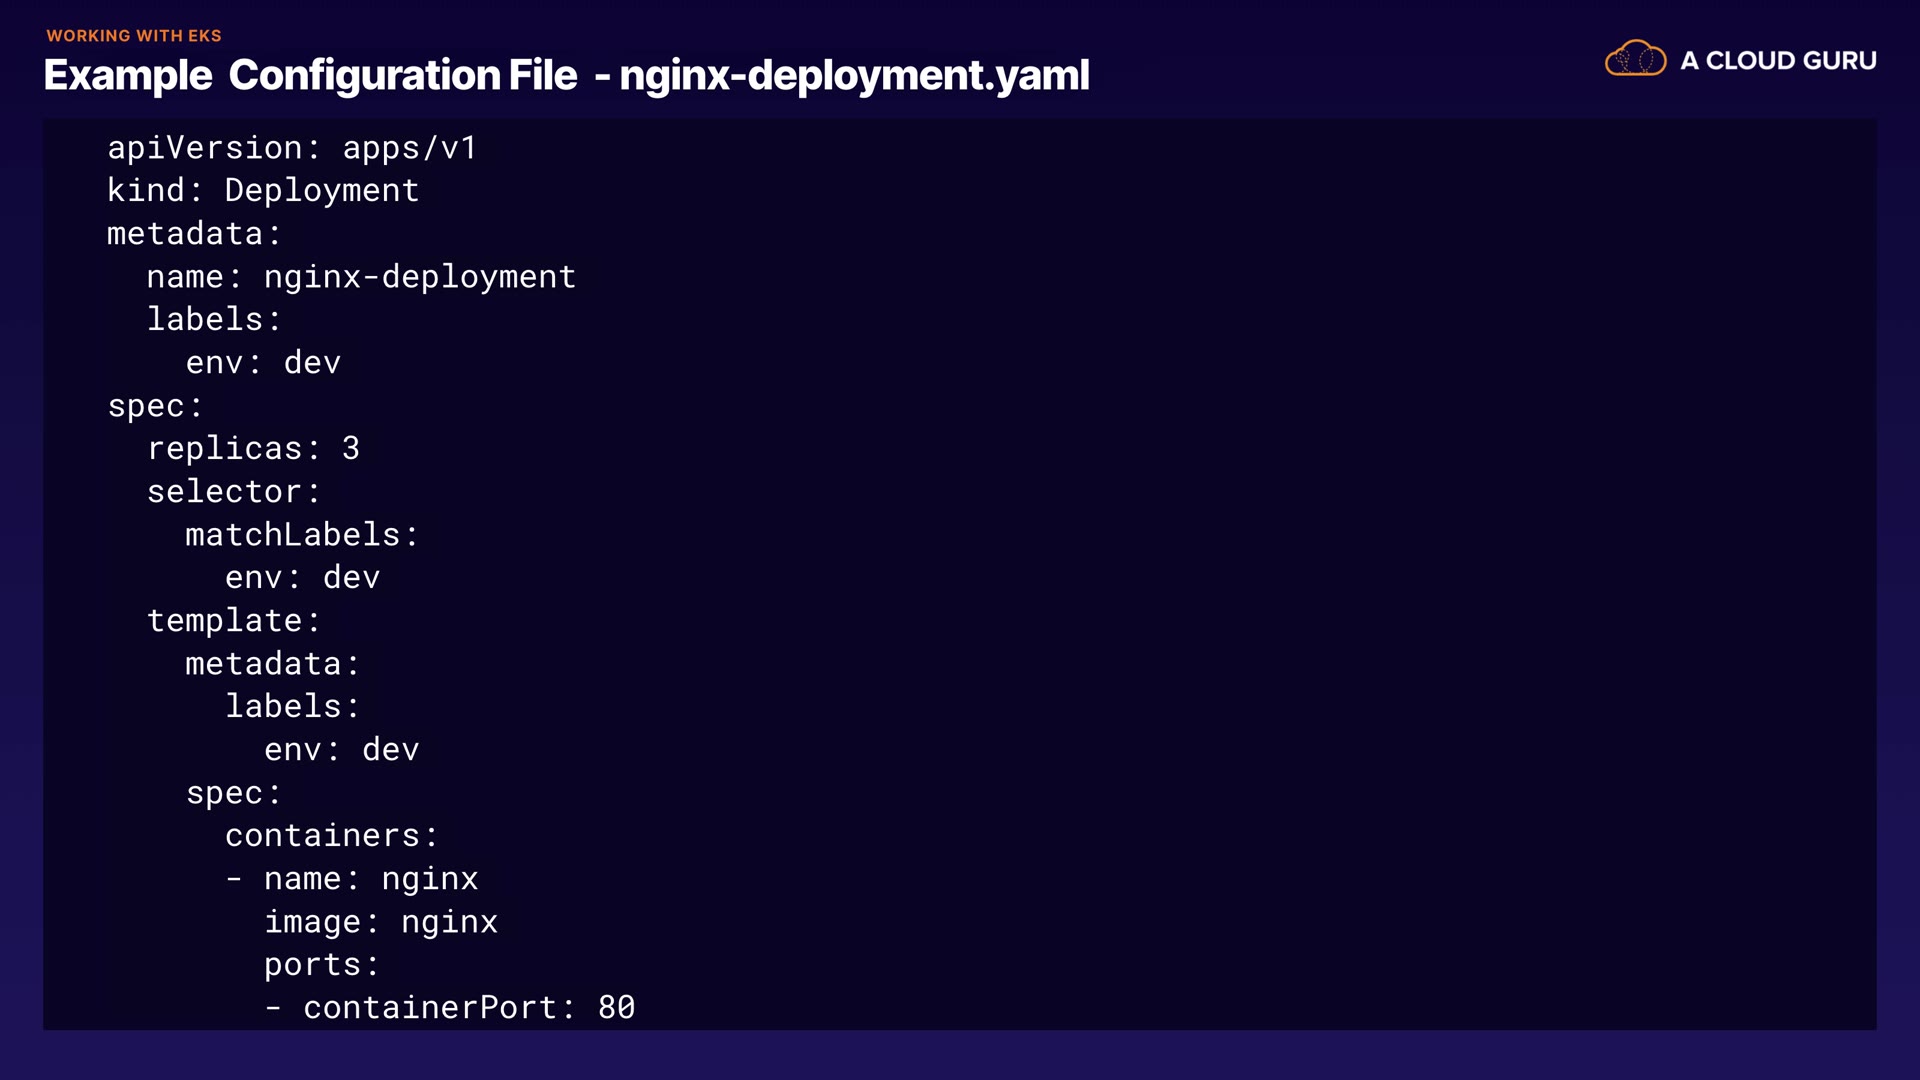 WORKING WITH EKS
Example Configuration File - nginx-deployment.yaml
A CLOUD GURU
apiVersion: apps/v1
kind: Deployment
metadata:
  name: nginx-deployment
  labels:
    env: dev
spec:
  replicas: 3
  selector:
    matchLabels:
      env: dev
  template:
    metadata:
      labels:
        env: dev
    spec:
      containers:
      - name: nginx
        image: nginx
        ports:
        - containerPort: 80